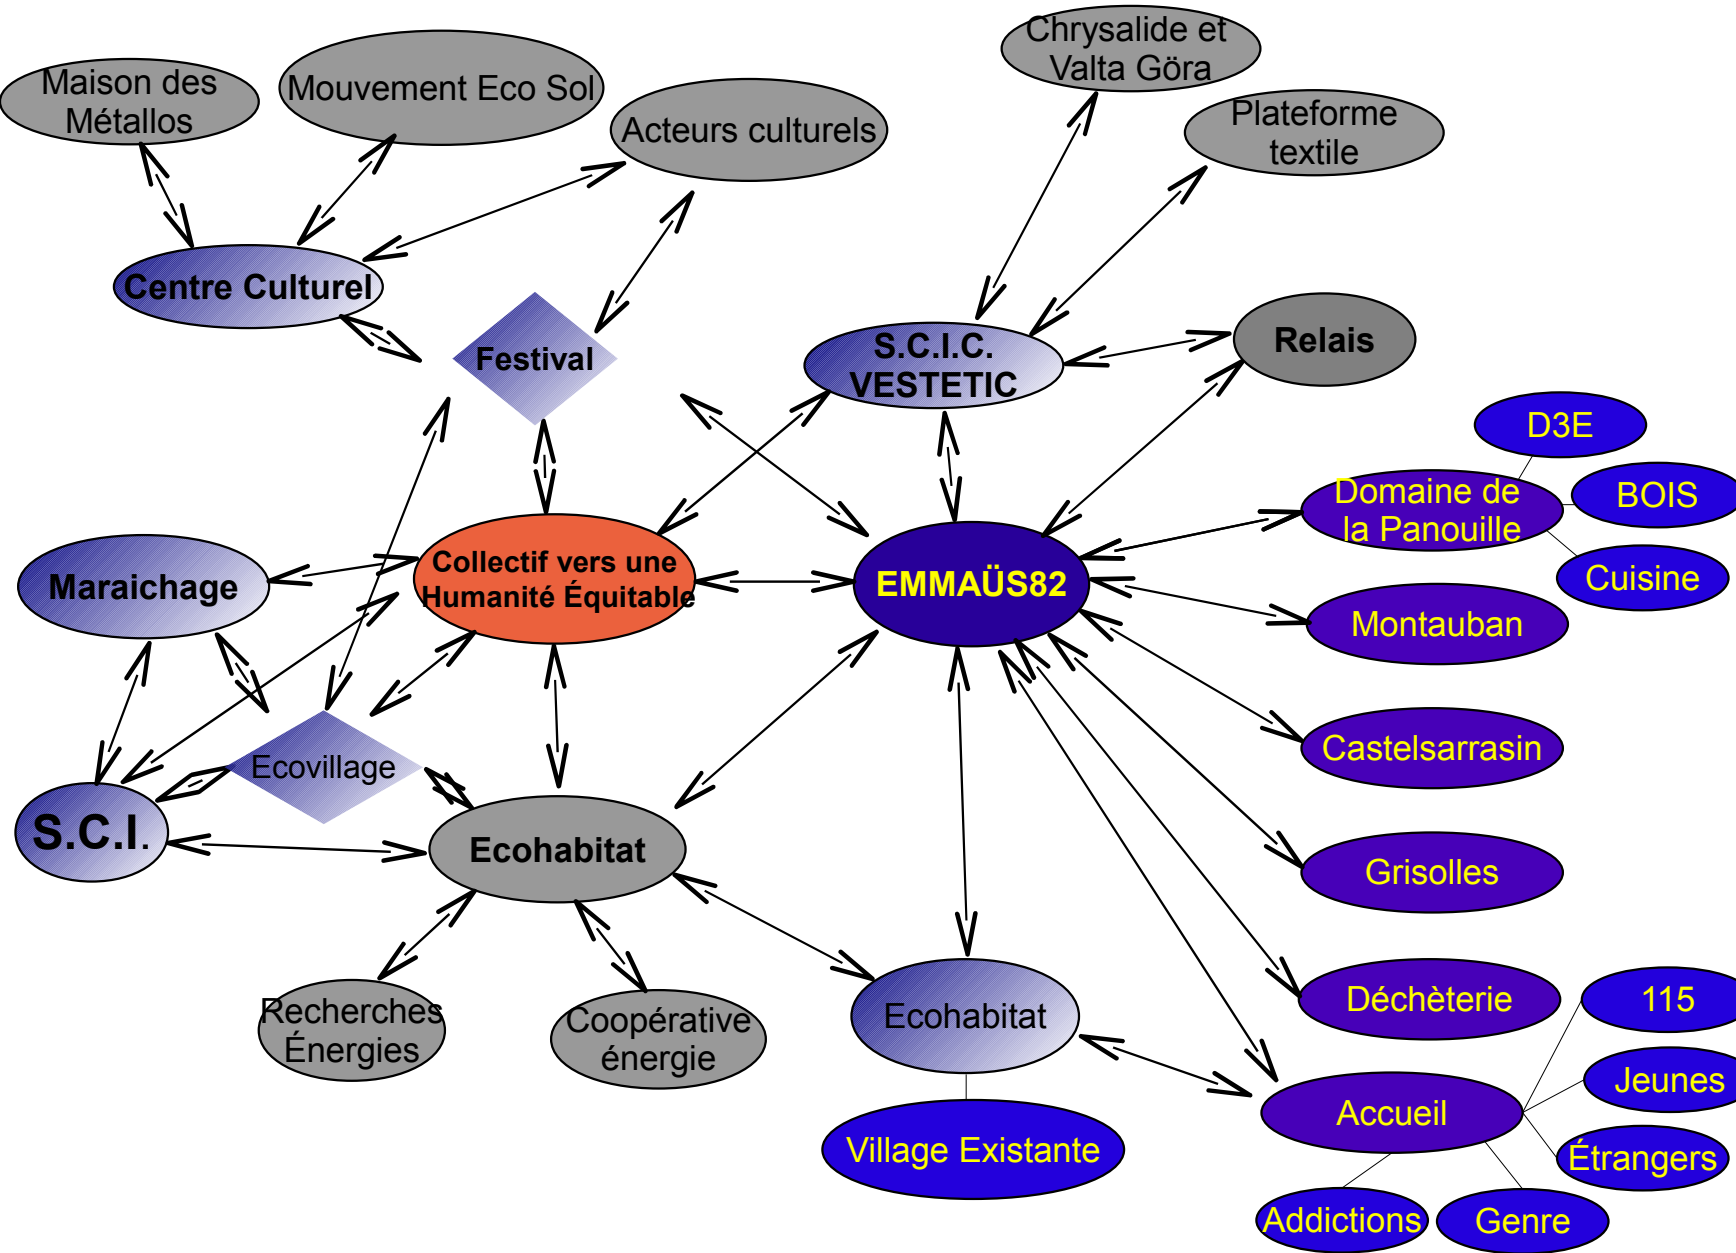 Chrysalide et
Valta Göra
Maison des
Métallos
Mouvement Eco Sol
Acteurs culturels
Plateforme
textile
Centre Culturel
Festival
S.C.I.C.
VESTETIC
Relais
D3E
Domaine de
la Panouille
BOIS
Cuisine
Maraichage
Collectif vers une
Humanité Équitable
EMMAÜS82
Montauban
Castelsarrasin
Ecovillage
S.C.I.
Ecohabitat
Grisolles
Recherches
Énergies
Coopérative
énergie
Ecohabitat
Déchèterie
115
Jeunes
Accueil
Village Existante
Étrangers
Addictions
Genre